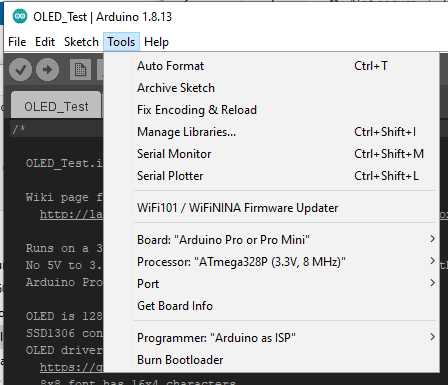 OLED_Test | Arduino 1.8.13
File Edit Sketch Tools Help
Auto Format Ctrl+T
Archive Sketch
OLED_Test
Fix Encoding & Reload
/*
Manage Libraries... Ctrl+Shift+I
Serial Monitor Ctrl+Shift+M
OLED_Test.i
Serial Plotter Ctrl+Shift+L
Wiki page f
WiFi101 / WiFiNINA Firmware Updater
http://la
Board: "Arduino Pro or Pro Mini"
Runs on a 3
Processor: "ATmega328P (3.3V, 8 MHz)"
No 5V to 3.
Port
Arduino Pro
Get Board Info
OLED is 128
SSD1306 con
Programmer: "Arduino as ISP"
OLED driver
Burn Bootloader
https://g
8x8 font has 16x4 characters